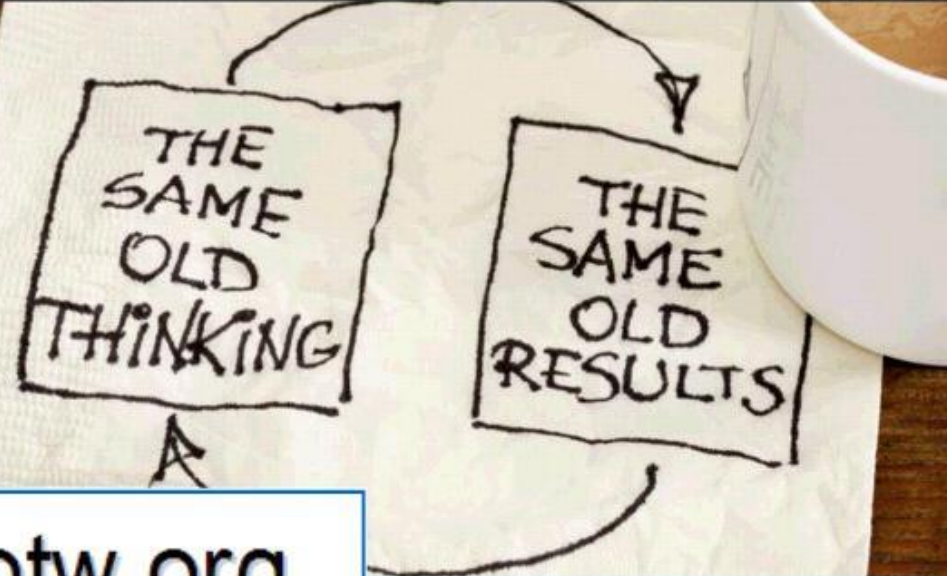 THE
SAME
OLD
THINKING
THE
SAME
OLD
RESULTS